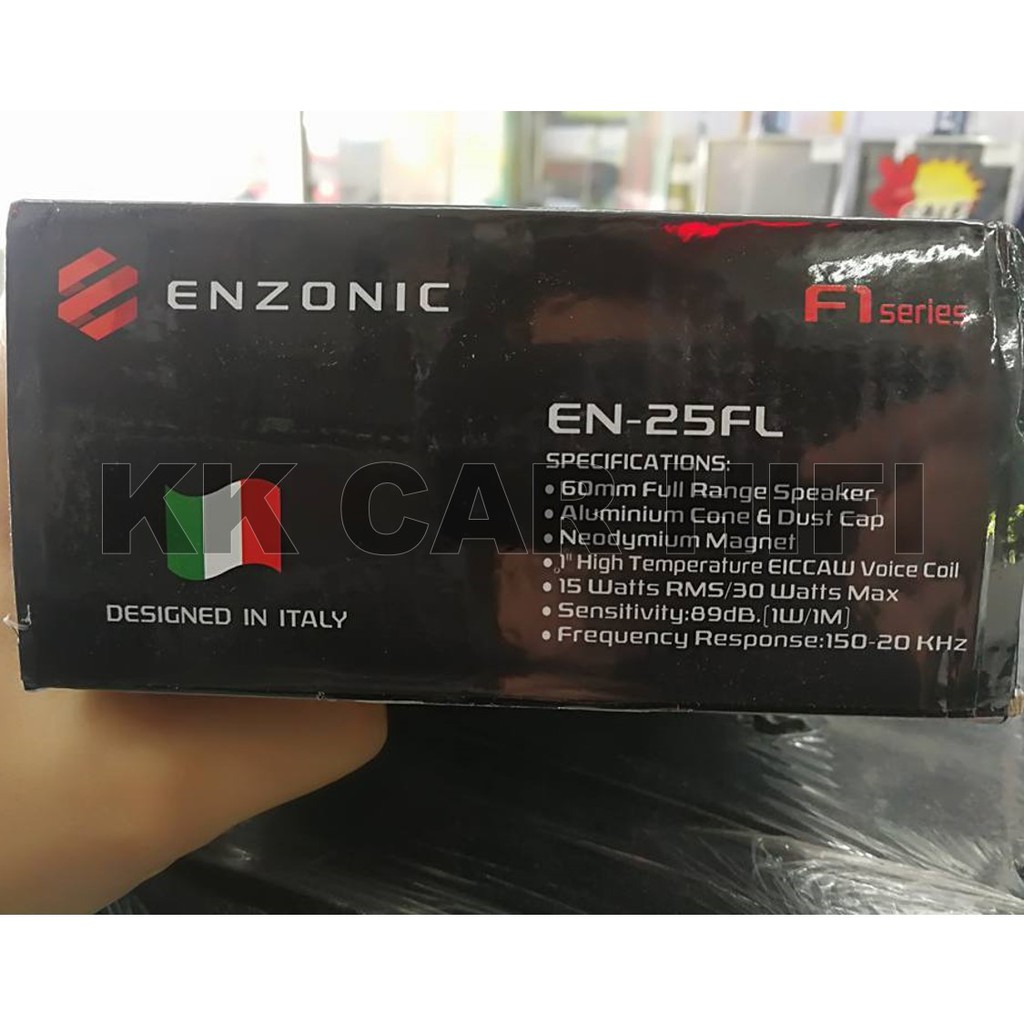 ENZONIC
F1 series
EN-25FL
SPECIFICATIONS:
• 60mm Full Range Speaker
• Aluminium Cone & Dust Cap
• Neodymium Magnet
• 1" High Temperature EICCAW Voice Coil
• 15 Watts RMS/30 Watts Max
• Sensitivity:89dB.(1W/1M)
• Frequency Response:150-20 KHz
DESIGNED IN ITALY
KK CAR HIFI